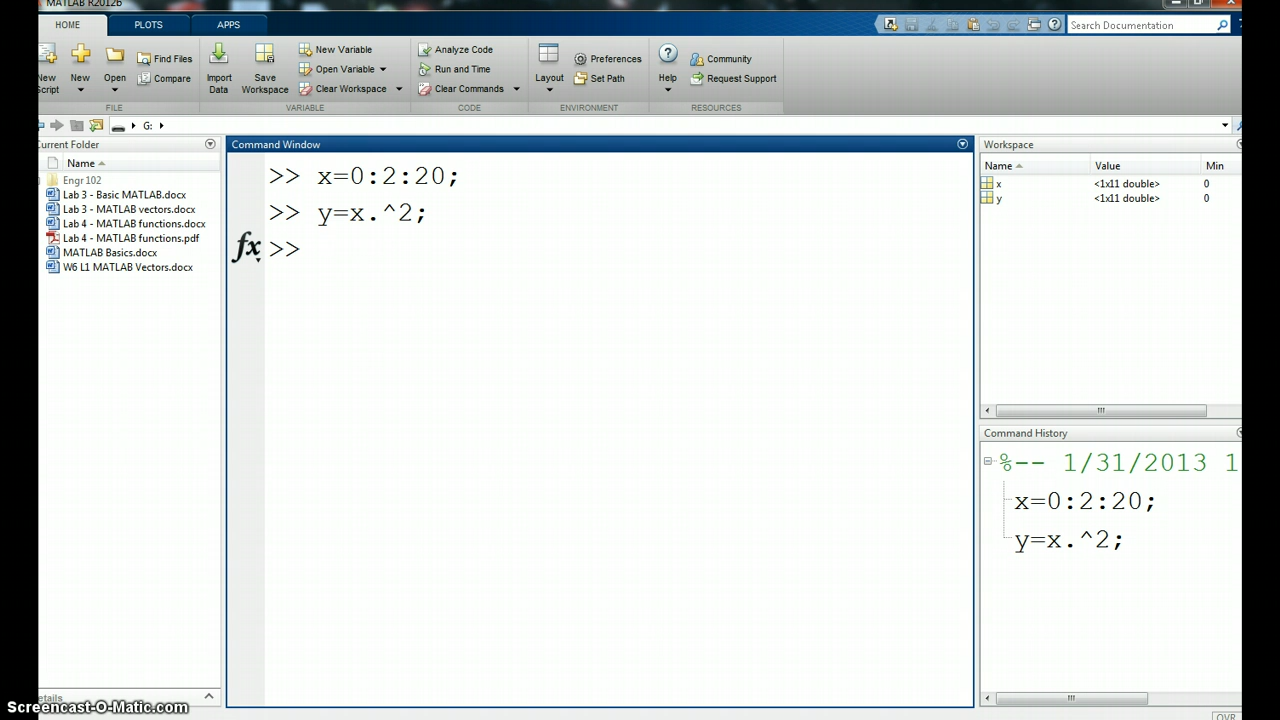 MATLAB R2012b
HOME PLOTS APPS
Search Documentation
New Script
New
Open
Find Files
Compare
FILE
Import Data
Save Workspace
New Variable
Open Variable
Clear Workspace
VARIABLE
Analyze Code
Run and Time
Clear Commands
CODE
Layout
Preferences
Set Path
ENVIRONMENT
Help
Community
Request Support
RESOURCES
G:
urrent Folder
Name
Engr 102
Lab 3 - Basic MATLAB.docx
Lab 3 - MATLAB vectors.docx
Lab 4 - MATLAB functions.docx
Lab 4 - MATLAB functions.pdf
MATLAB Basics.docx
W6 L1 MATLAB Vectors.docx
etails
Command Window
>> x=0:2:20;
>> y=x.^2;
fx >>
Workspace
Name Value Min
x <1x11 double> 0
y <1x11 double> 0
Command History
%-- 1/31/2013 1
x=0:2:20;
y=x.^2;
OVR
Screencast-O-Matic.com